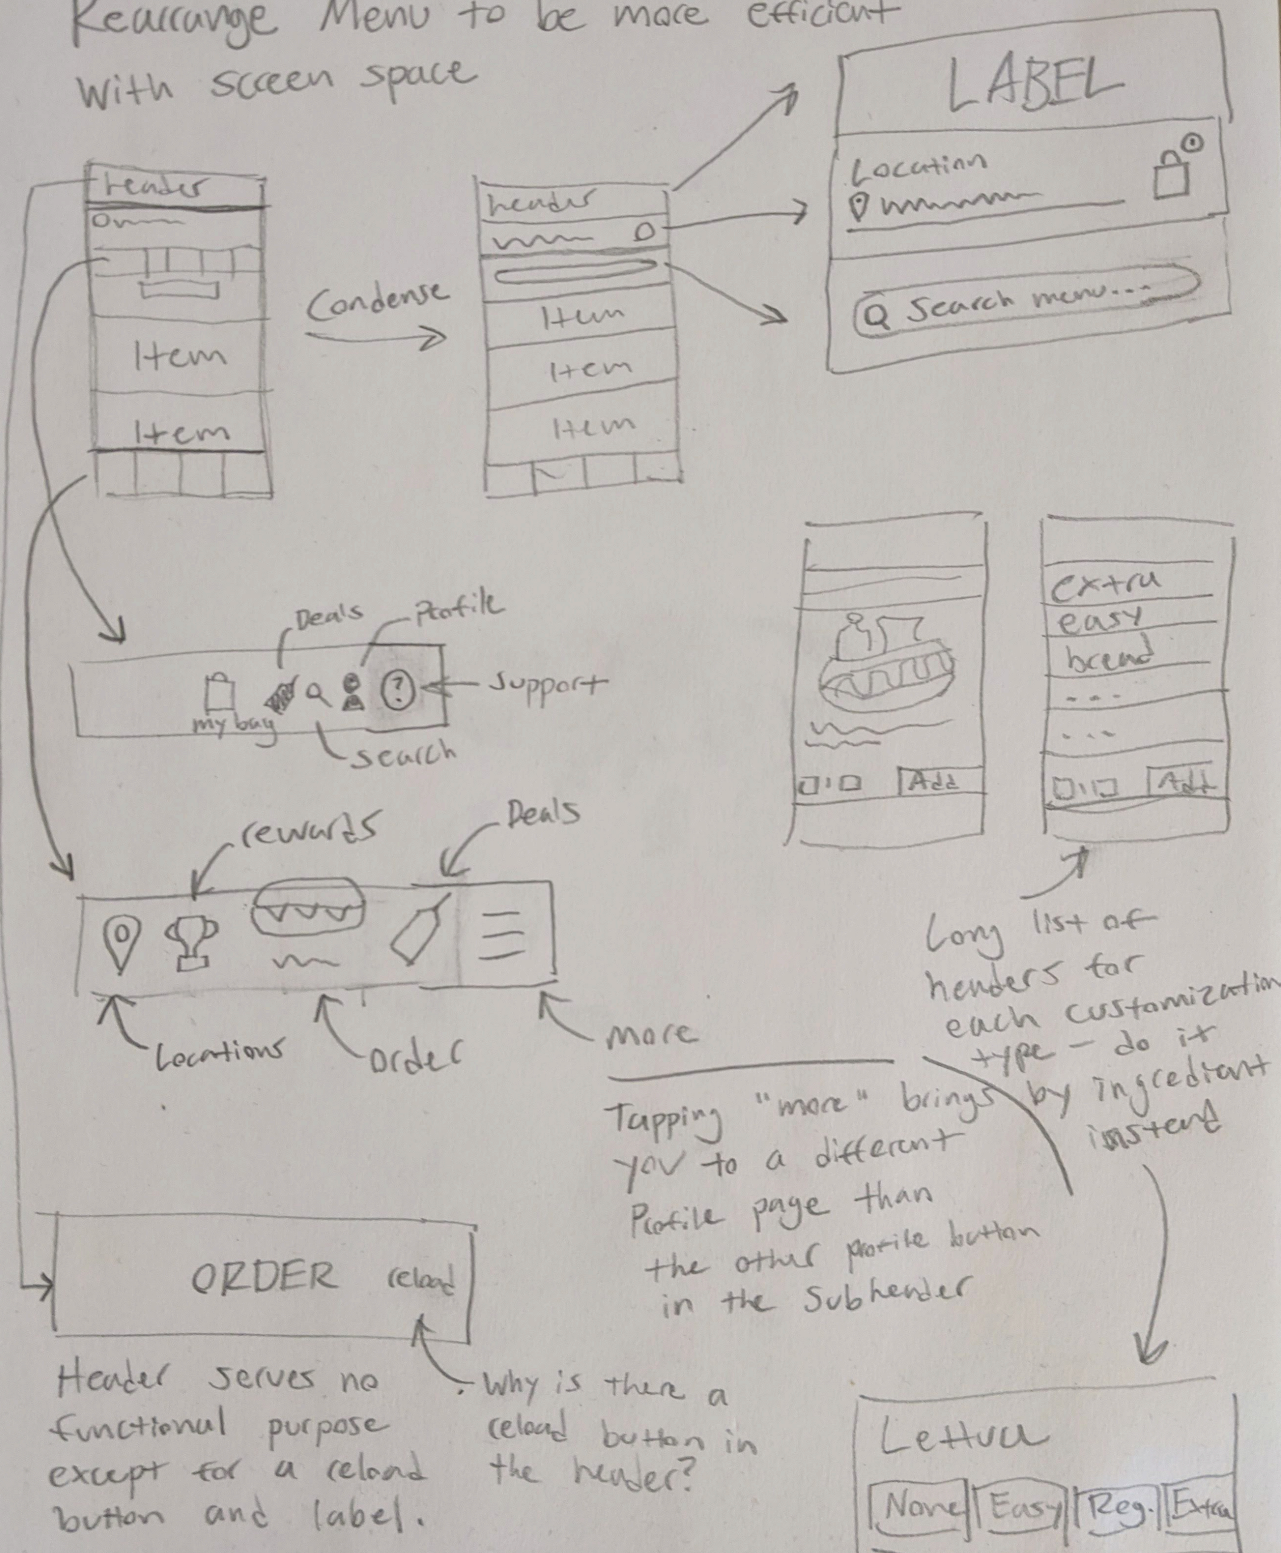 Rearrange Menu to be more efficient
with screen space
header
Item
Item
Condense
header
Item
Item
Item
LABEL
Location
Search menu...
Deals
Profile
my bag
Support
Search
rewards
Deals
Locations
order
more
Tapping "more" brings
you to a different
Profile page than
the other profile button
in the Subheader
Add
extra
easy
bread
...
...
Add
Long list of
headers for
each customization
type - do it
by ingredient
instead
ORDER reload
Header serves no
functional purpose
except for a reload
button and label.
Why is there a
reload button in
the header?
Lettuce
None Easy Reg. Extra